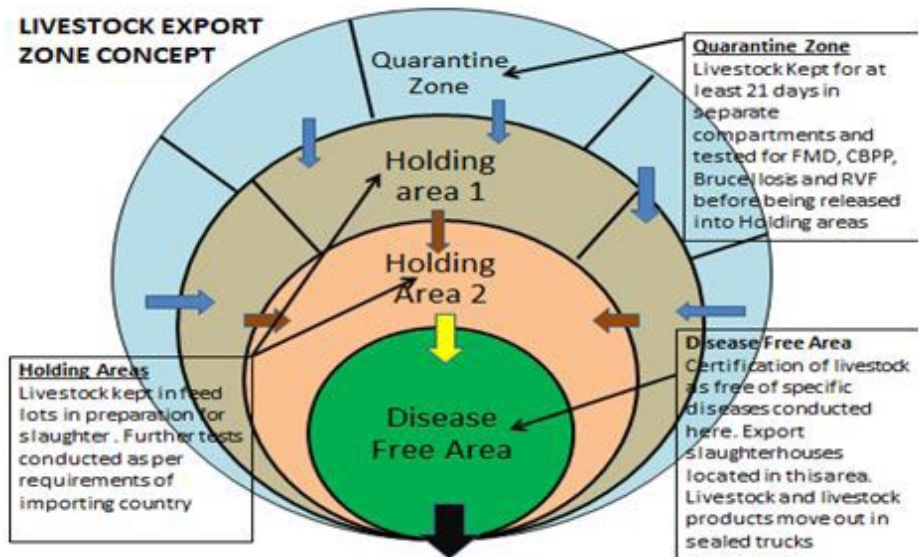 LIVESTOCK EXPORT
ZONE CONCEPT
Quarantine
Zone
Quarantine Zone
Livestock Kept for at
least 21 days in
separate
compartments and
tested for FMD, CBPP,
Brucellosis and RVF
before being released
into Holding areas
Holding
area 1
Holding
Area 2
Holding Areas
Livestock kept in feed
lots in preparation for
slaughter . Further tests
conducted as per
requirements of
importing country
Disease
Free Area
Disease Free Area
Certification of livestock
as free of specific
diseases conducted
here. Export
slaughterhouses
located in this area.
Livestock and livestock
products move out in
sealed trucks